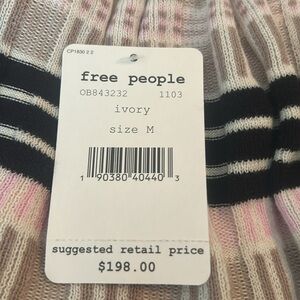 CP1830 2.2
free people
OB843232 1103
ivory
size M
1 90380 40440 3
suggested retail price
$198.00